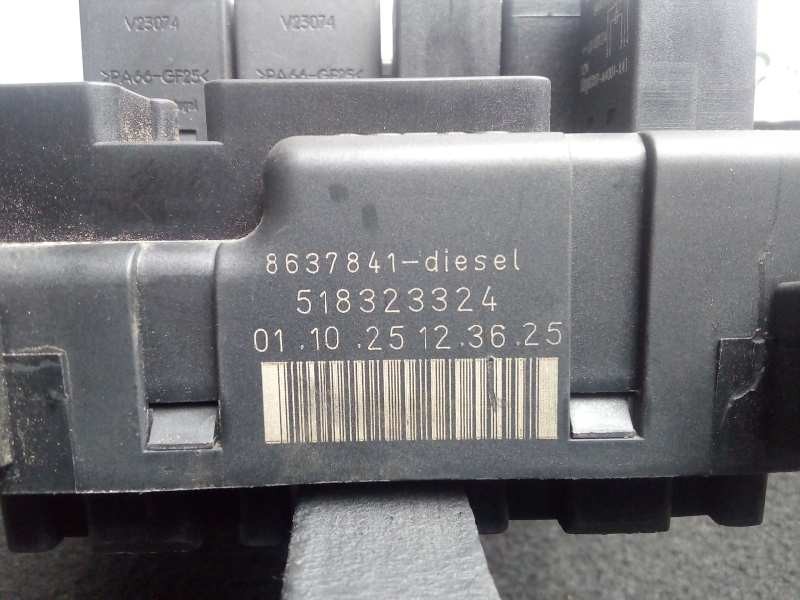 V23074
V23074
>PA66-GF25<
>PA66-GF25<
8637841-diesel
518323324
01.10.25 12.36.25